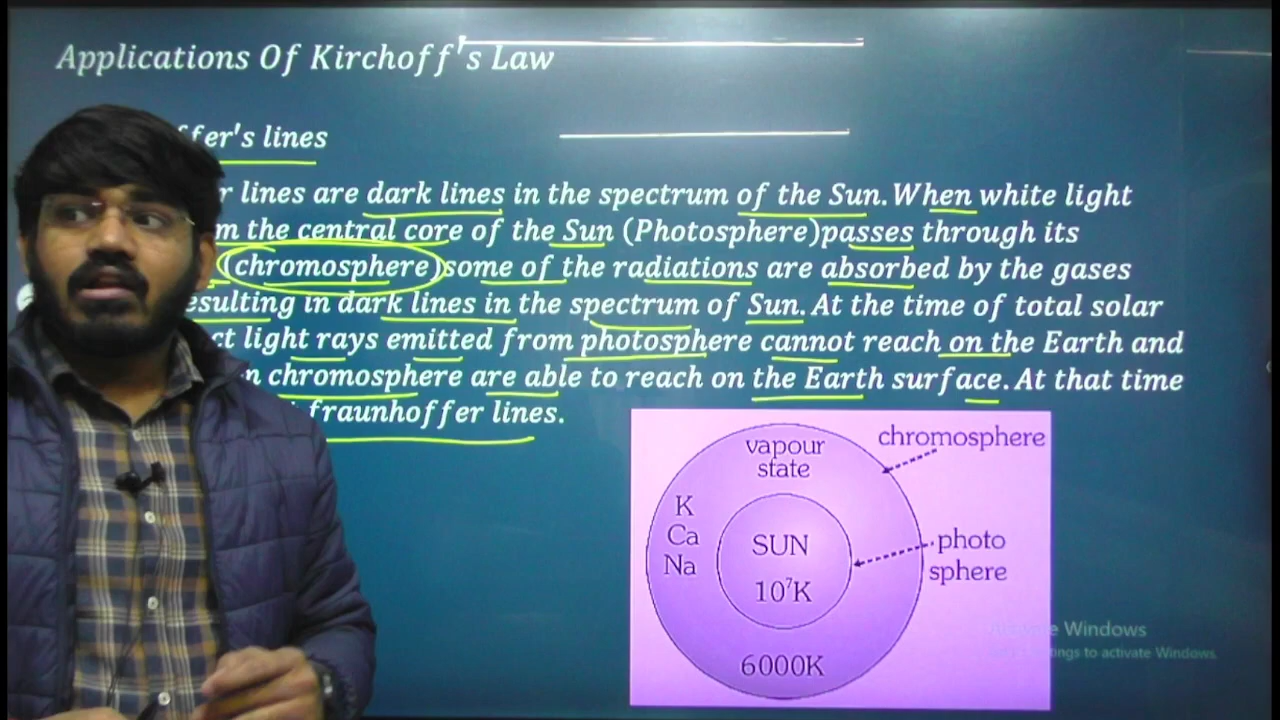 Applications Of Kirchoff's Law
ffer's lines
r lines are dark lines in the spectrum of the Sun. When white light
m the central core of the Sun (Photosphere)passes through its
(chromosphere)some of the radiations are absorbed by the gases
esulting in dark lines in the spectrum of Sun. At the time of total solar
ct light rays emitted from photosphere cannot reach on the Earth and
n chromosphere are able to reach on the Earth surface. At that time
fraunhoffer lines.
vapour
state
chromosphere
K
Ca
Na
SUN
10⁷K
photo
sphere
6000K
Windows
to activate Windows.